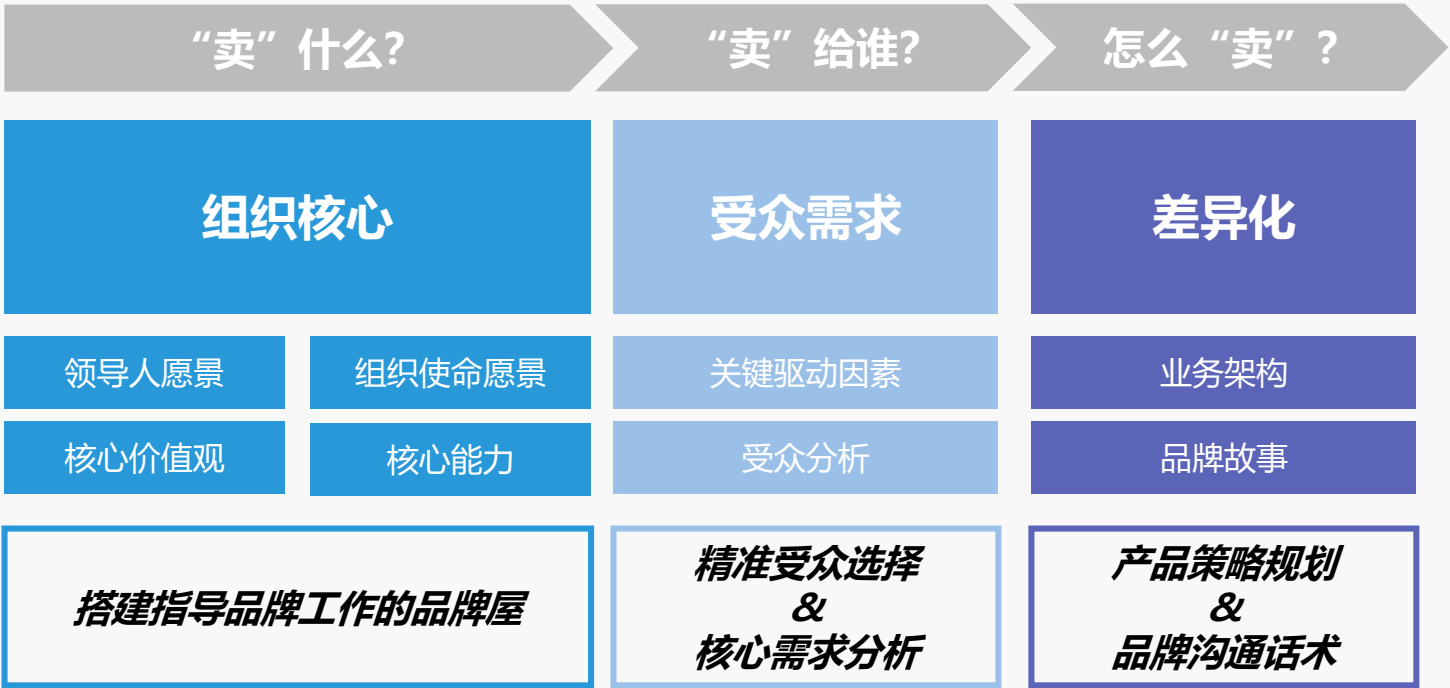 “卖”什么？
“卖”给谁？
怎么“卖”？
组织核心
受众需求
差异化
领导人愿景
组织使命愿景
关键驱动因素
业务架构
核心价值观
核心能力
受众分析
品牌故事
搭建指导品牌工作的品牌屋
精准受众选择
&
核心需求分析
产品策略规划
&
品牌沟通话术